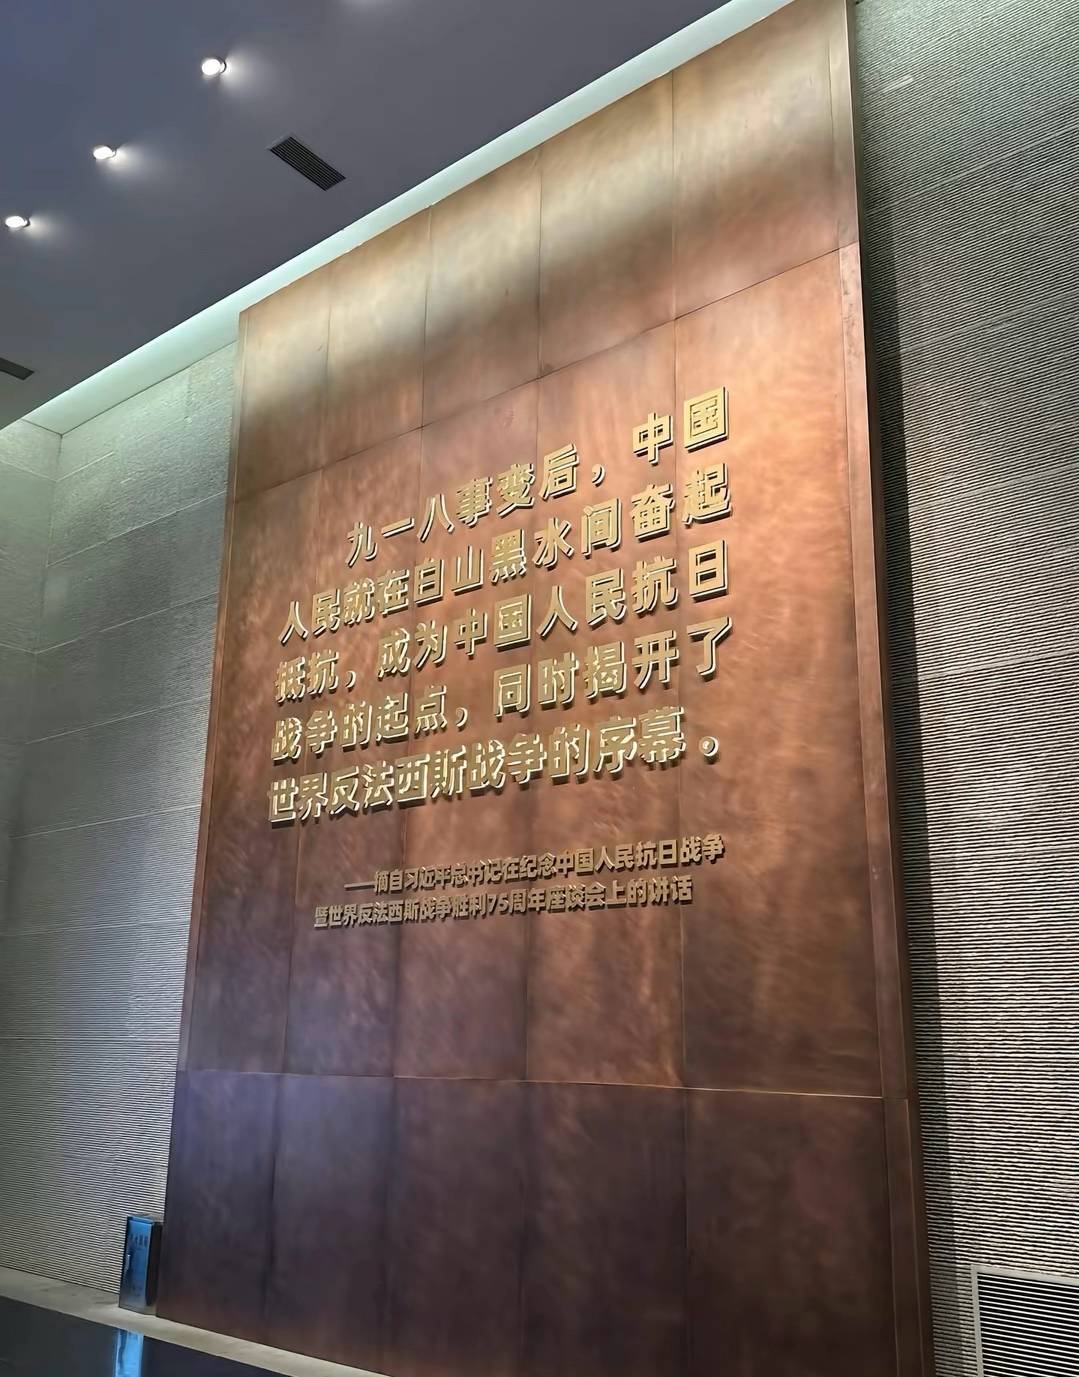 九一八事变后，中国
人民就在白山黑水间奋起
抵抗，成为中国人民抗日
战争的起点，同时揭开了
世界反法西斯战争的序幕。
——摘自习近平总书记在纪念中国人民抗日战争
暨世界反法西斯战争胜利75周年座谈会上的讲话